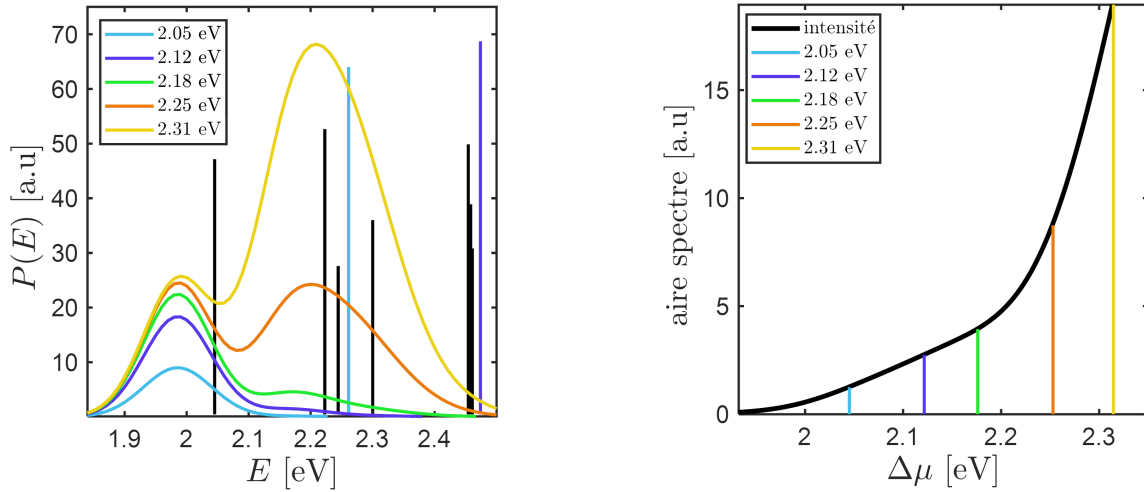 P(E) [a.u]
70
60
50
40
30
20
10
2.05 eV
2.12 eV
2.18 eV
2.25 eV
2.31 eV
1.9 2 2.1 2.2 2.3 2.4
E [eV]
aire spectre [a.u]
15
10
5
0
intensité
2.05 eV
2.12 eV
2.18 eV
2.25 eV
2.31 eV
2 2.1 2.2 2.3
Δμ [eV]